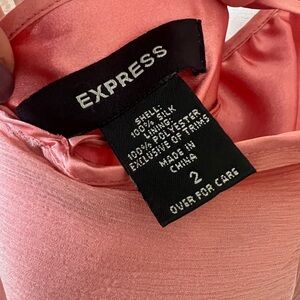 EXPRESS
SHELL:
100% SILK
LINING:
100% POLYESTER
EXCLUSIVE OF TRIMS
MADE IN
CHINA
2
OVER FOR CARE